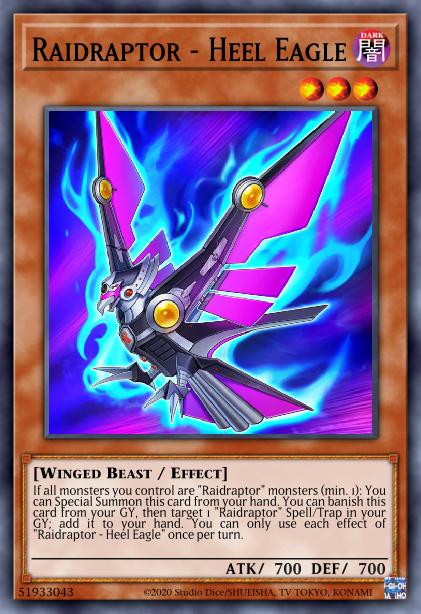 Raidraptor - Heel Eagle
DARK
闇
[Winged Beast / Effect]
If all monsters you control are "Raidraptor" monsters (min. 1): You
can Special Summon this card from your hand. You can banish this
card from your GY, then target 1 "Raidraptor" Spell/Trap in your
GY; add it to your hand. You can only use each effect of
"Raidraptor - Heel Eagle" once per turn.
ATK/ 700 DEF/ 700
51933043
©2020 Studio Dice/SHUEISHA, TV TOKYO, KONAMI